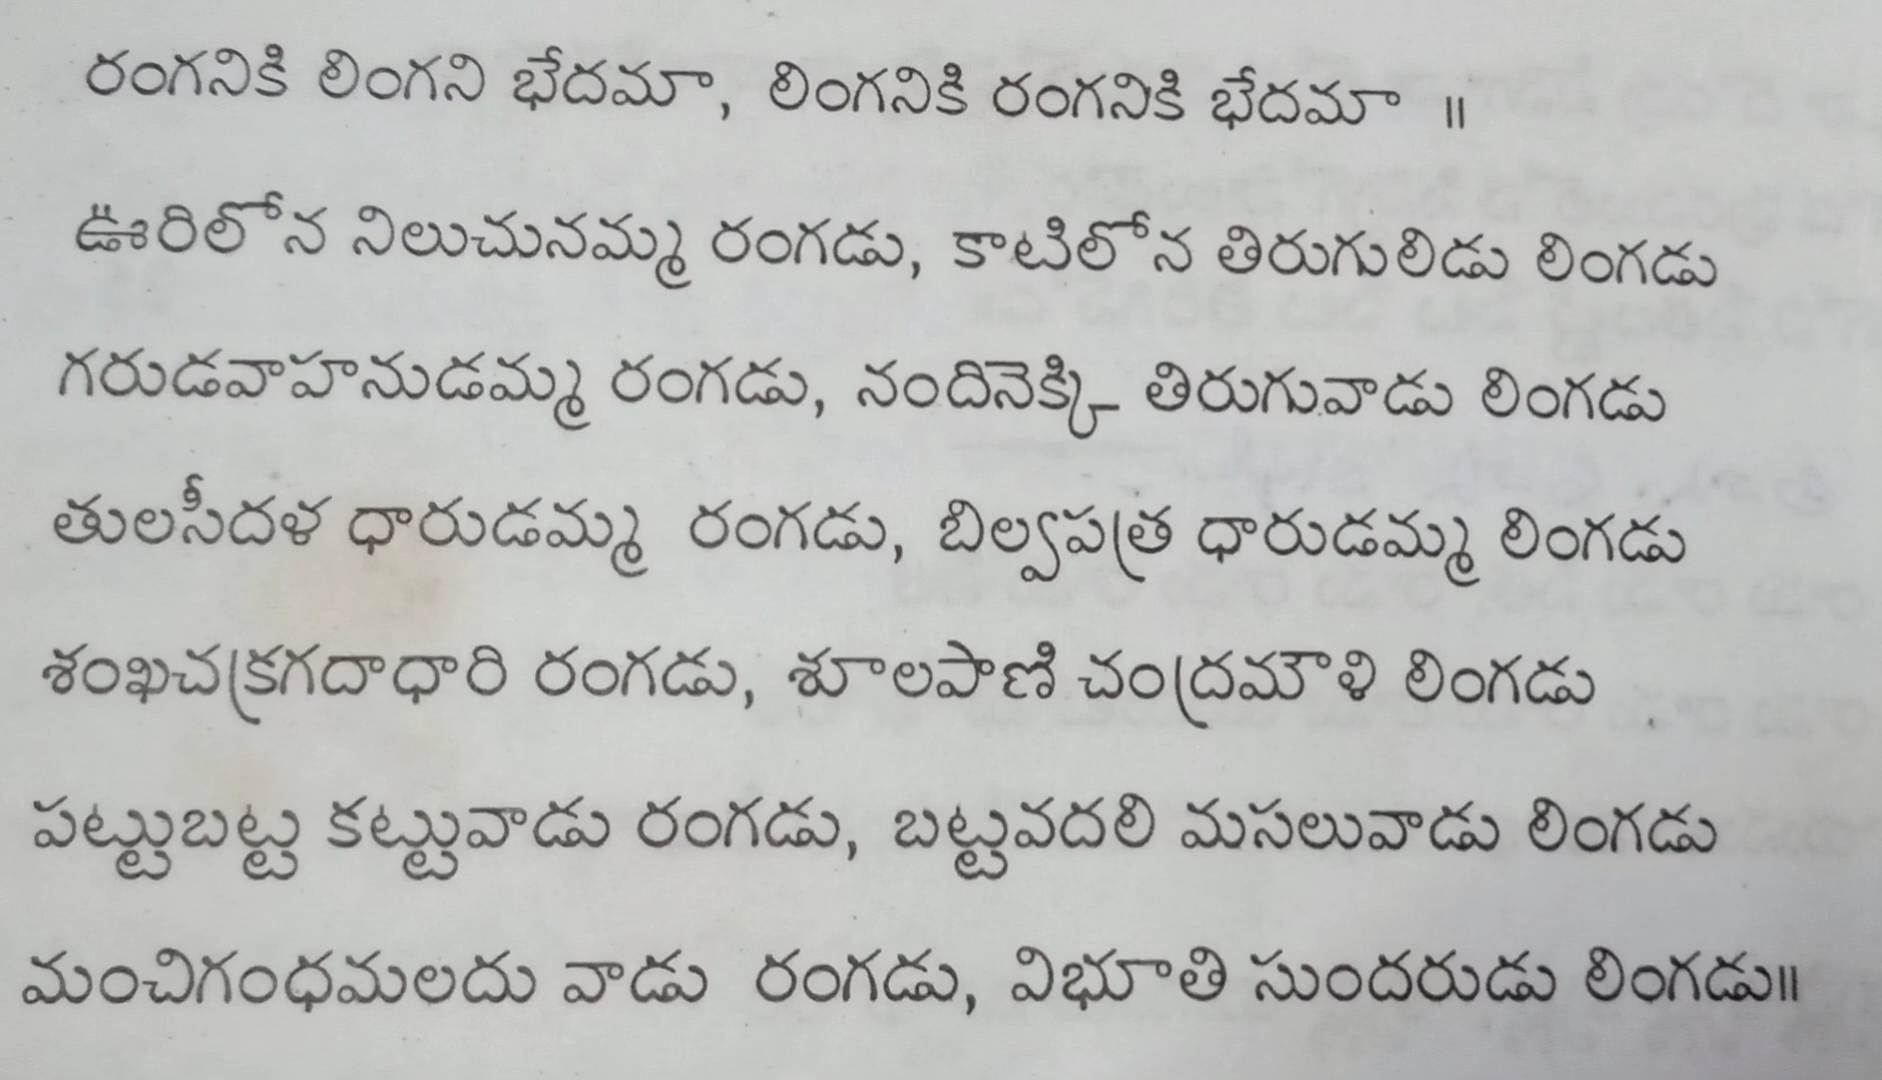 రంగనికి లింగని భేదమా, లింగనికి రంగనికి భేదమా ॥
ఊరిలోన నిలుచునమ్మ రంగడు, కాటిలోన తిరుగులిడు లింగడు
గరుడవాహనుడమ్మ రంగడు, నందినెక్కి తిరుగువాడు లింగడు
తులసీదళ ధారుడమ్మ రంగడు, బిల్వపత్ర ధారుడమ్మ లింగడు
శంఖచక్రగదాధారి రంగడు, శూలపాణి చంద్రమౌళి లింగడు
పట్టుబట్ట కట్టువాడు రంగడు, బట్టవదలి మసలువాడు లింగడు
మంచిగంధమలదు వాడు రంగడు, విభూతి సుందరుడు లింగడు॥